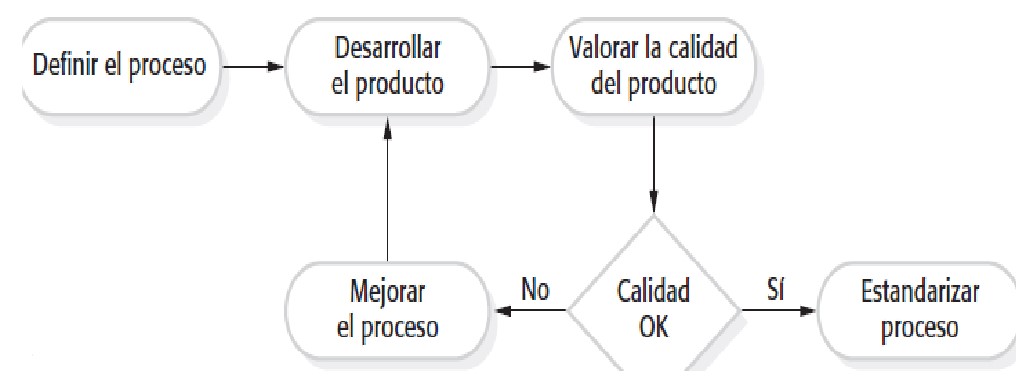 Definir el proceso
Desarrollar
el producto
Valorar la calidad
del producto
Mejorar
el proceso
No
Calidad
OK
Sí
Estandarizar
proceso